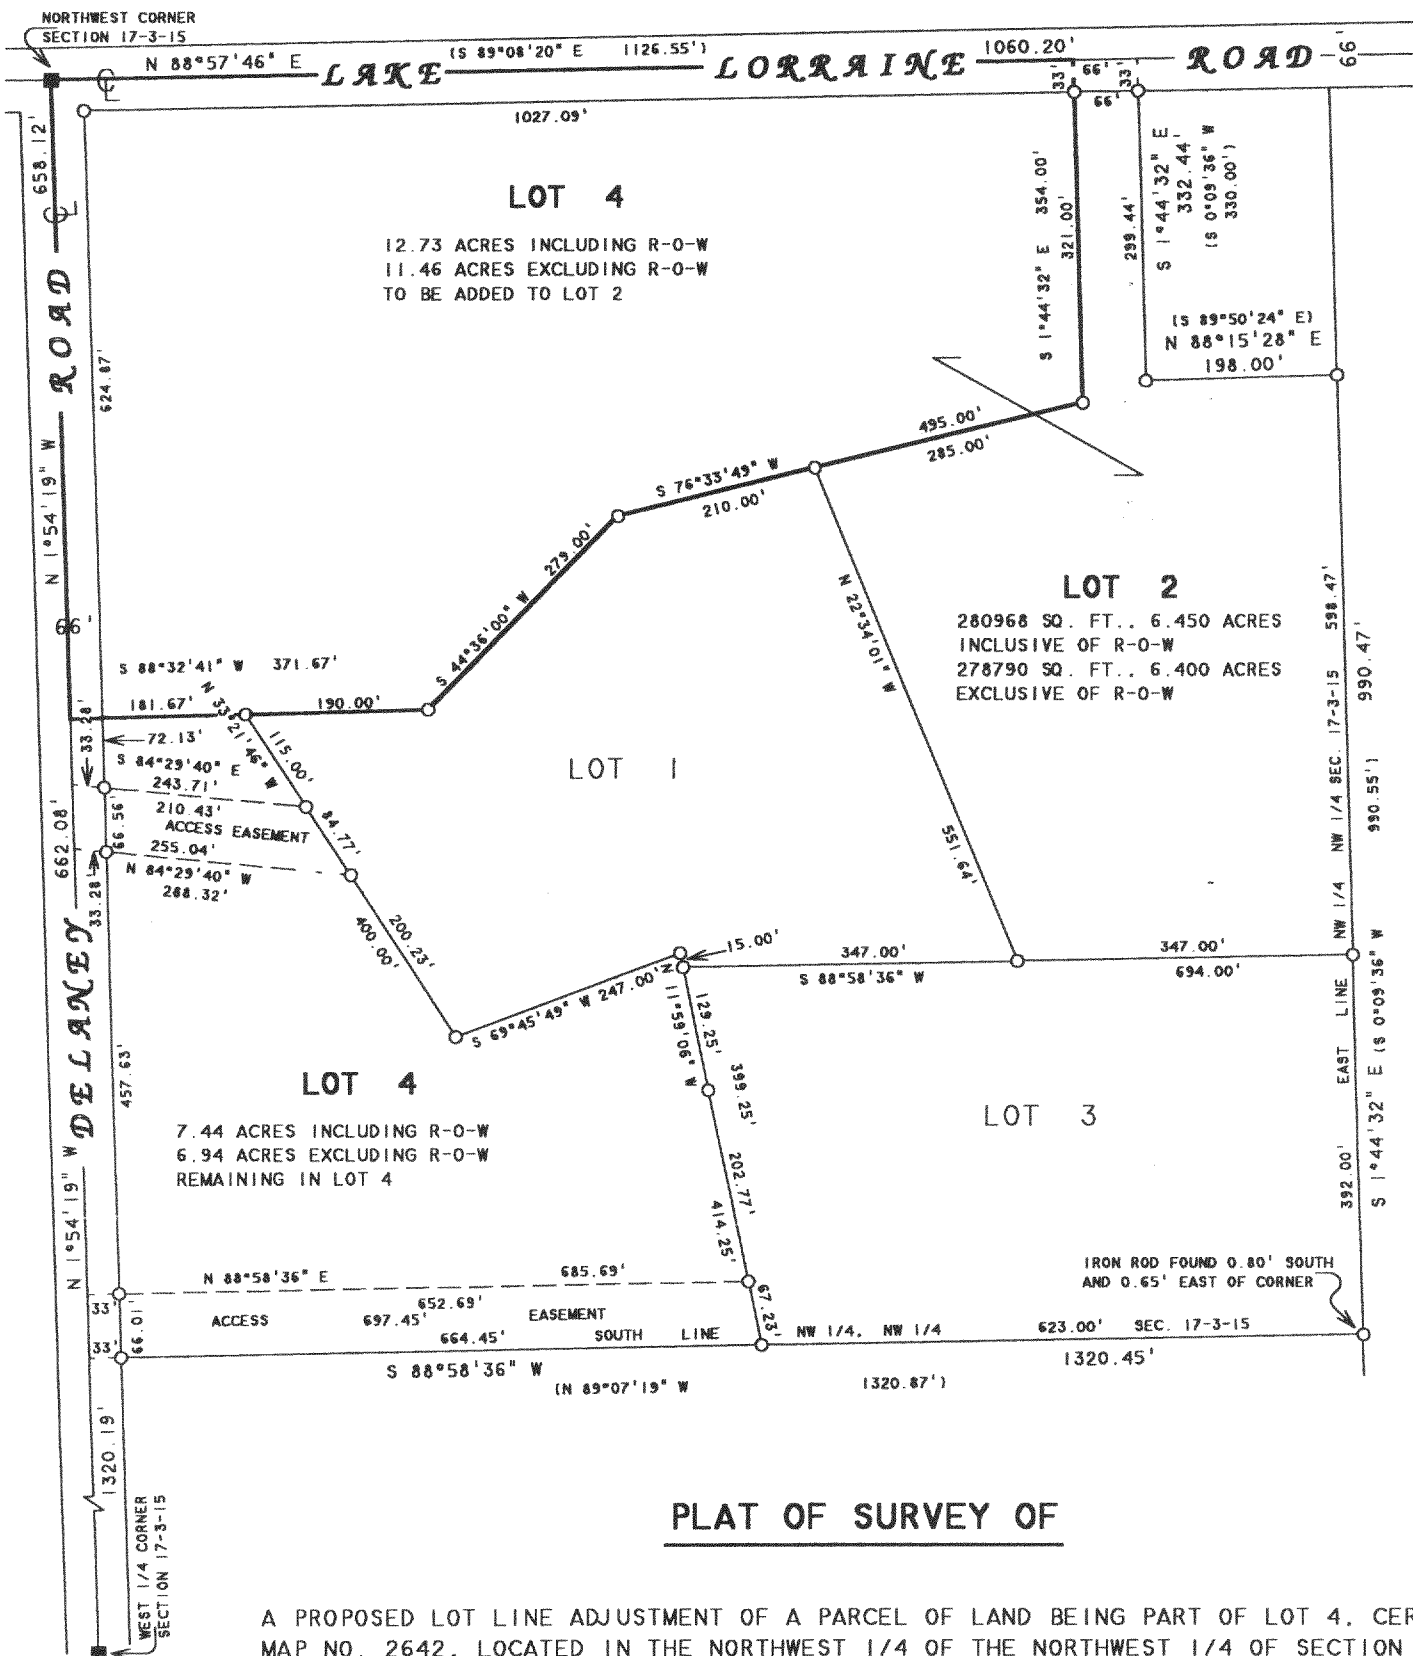 NORTHWEST CORNER
SECTION 17-3-15
N 88°57'46" E
(S 89°08'20" E 1126.55')
1060.20'
LAKE LORRAINE ROAD
66'
33'
66'
33'
66'
1027.09'
658.12'
LOT 4
12.73 ACRES INCLUDING R-O-W
11.46 ACRES EXCLUDING R-O-W
TO BE ADDED TO LOT 2
S 1°44'32" E 354.00'
321.00'
299.44'
S 1°44'32" E
332.44'
(S 0°09'36" W
330.00')
(S 89°50'24" E)
N 88°15'28" E
198.00'
624.87'
N 1°54'19" W
DELANEY ROAD
495.00'
285.00'
S 76°33'49" W
210.00'
279.00'
S 44°36'00" W
N 22°34'01" W
551.64'
LOT 2
280968 SQ. FT., 6.450 ACRES
INCLUSIVE OF R-O-W
278790 SQ. FT., 6.400 ACRES
EXCLUSIVE OF R-O-W
EAST LINE NW 1/4 NW 1/4 SEC. 17-3-15 598.47'
990.47'
990.55')
66'
S 88°32'41" W 371.67'
181.67'
190.00'
N 33°21'46" W
115.00'
33.28'
72.13'
S 84°29'40" E
243.71'
210.43'
ACCESS EASEMENT
255.04'
N 84°29'40" W
288.32'
66.56'
33.28'
662.08'
84.77'
200.23'
400.00'
LOT 1
15.00'
347.00'
S 88°58'36" W
347.00'
694.00'
S 69°45'49" W 247.00'
N 11°59'06" W
129.25'
399.25'
202.77'
414.25'
67.23'
457.63'
LOT 4
7.44 ACRES INCLUDING R-O-W
6.94 ACRES EXCLUDING R-O-W
REMAINING IN LOT 4
LOT 3
392.00'
S 1°44'32" E (S 0°09'36" W
N 1°54'19" W
IRON ROD FOUND 0.80' SOUTH
AND 0.65' EAST OF CORNER
N 88°58'36" E
685.69'
33'
652.69'
ACCESS EASEMENT
697.45'
66.01'
33'
664.45'
SOUTH LINE NW 1/4, NW 1/4 623.00' SEC. 17-3-15
S 88°58'36" W
1320.45'
(N 89°07'19" W 1320.87')
1320.19'
WEST 1/4 CORNER
SECTION 17-3-15
PLAT OF SURVEY OF
A PROPOSED LOT LINE ADJUSTMENT OF A PARCEL OF LAND BEING PART OF LOT 4, CER
MAP NO. 2642, LOCATED IN THE NORTHWEST 1/4 OF THE NORTHWEST 1/4 OF SECTION